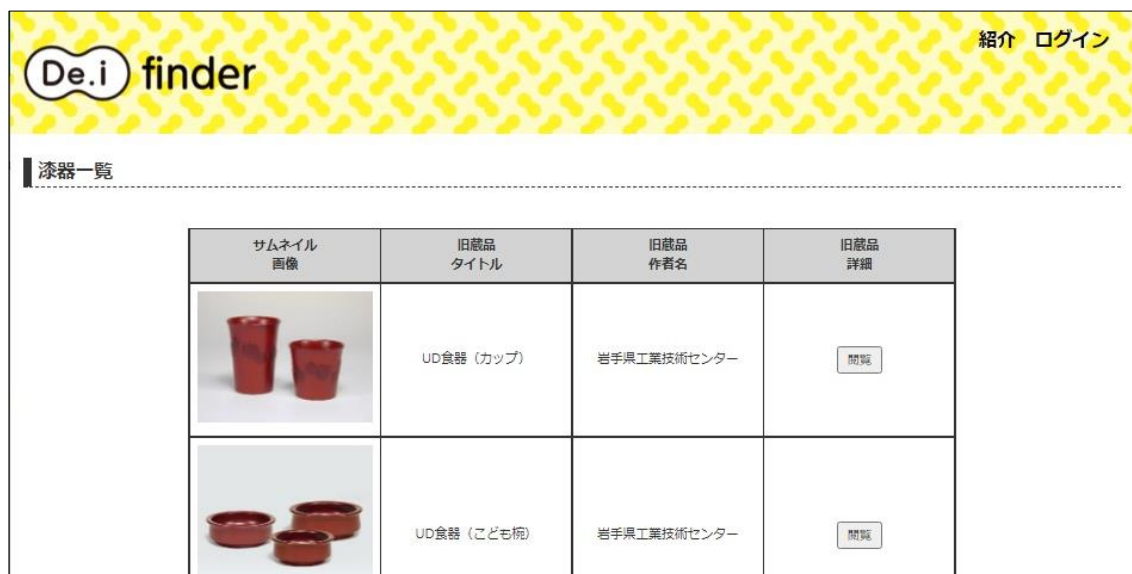 De.i finder
紹介 ログイン
漆器一覧
サムネイル
画像
旧蔵品
タイトル
旧蔵品
作者名
旧蔵品
詳細
UD食器（カップ）
岩手県工業技術センター
閲覧
UD食器（こども椀）
岩手県工業技術センター
閲覧